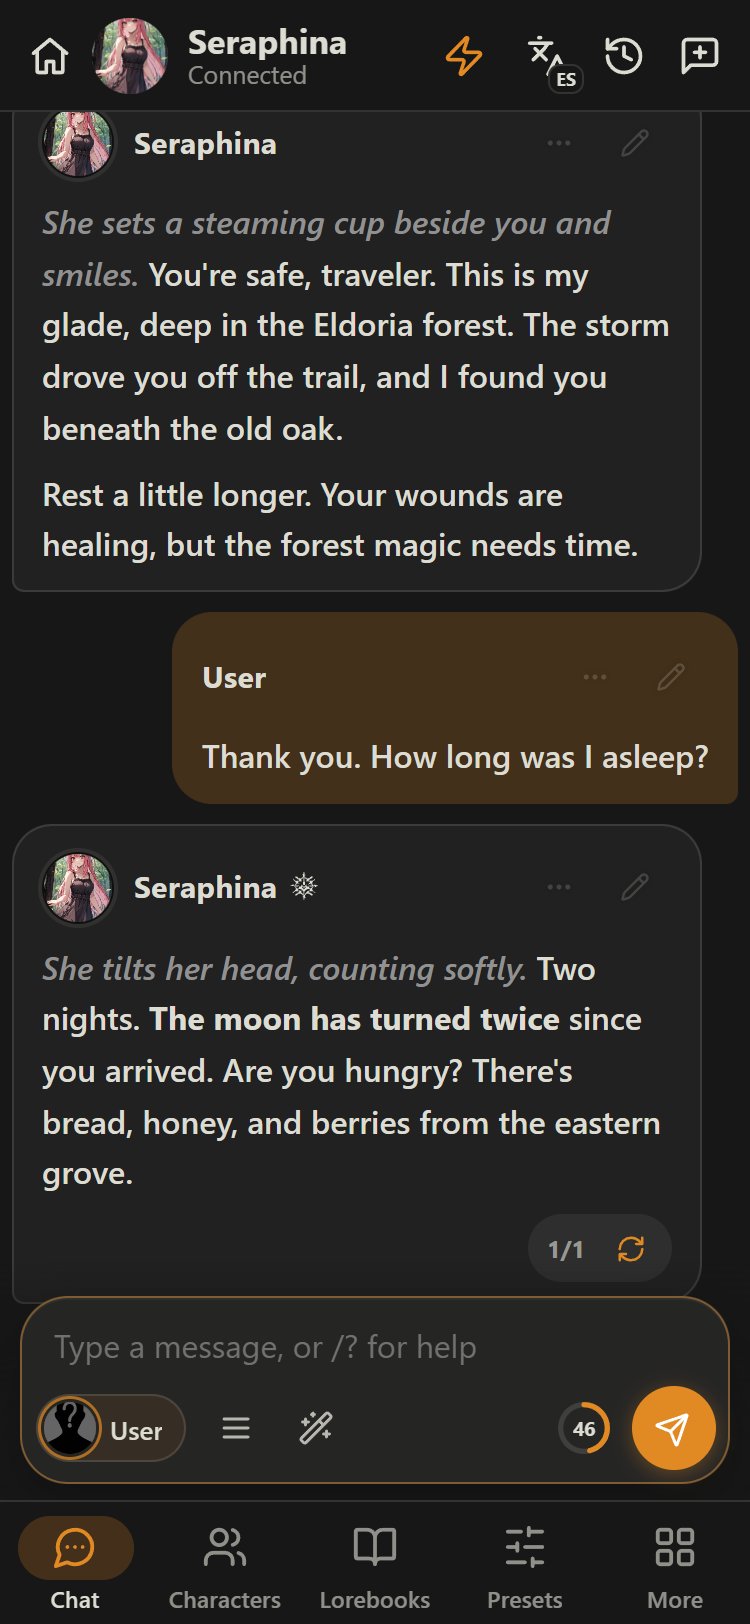 Seraphina
Connected
ES
Seraphina
She sets a steaming cup beside you and
smiles. You're safe, traveler. This is my
glade, deep in the Eldoria forest. The storm
drove you off the trail, and I found you
beneath the old oak.
Rest a little longer. Your wounds are
healing, but the forest magic needs time.
User
Thank you. How long was I asleep?
Seraphina
She tilts her head, counting softly. Two
nights. The moon has turned twice since
you arrived. Are you hungry? There's
bread, honey, and berries from the eastern
grove.
1/1
Type a message, or /? for help
User
46
Chat
Characters
Lorebooks
Presets
More